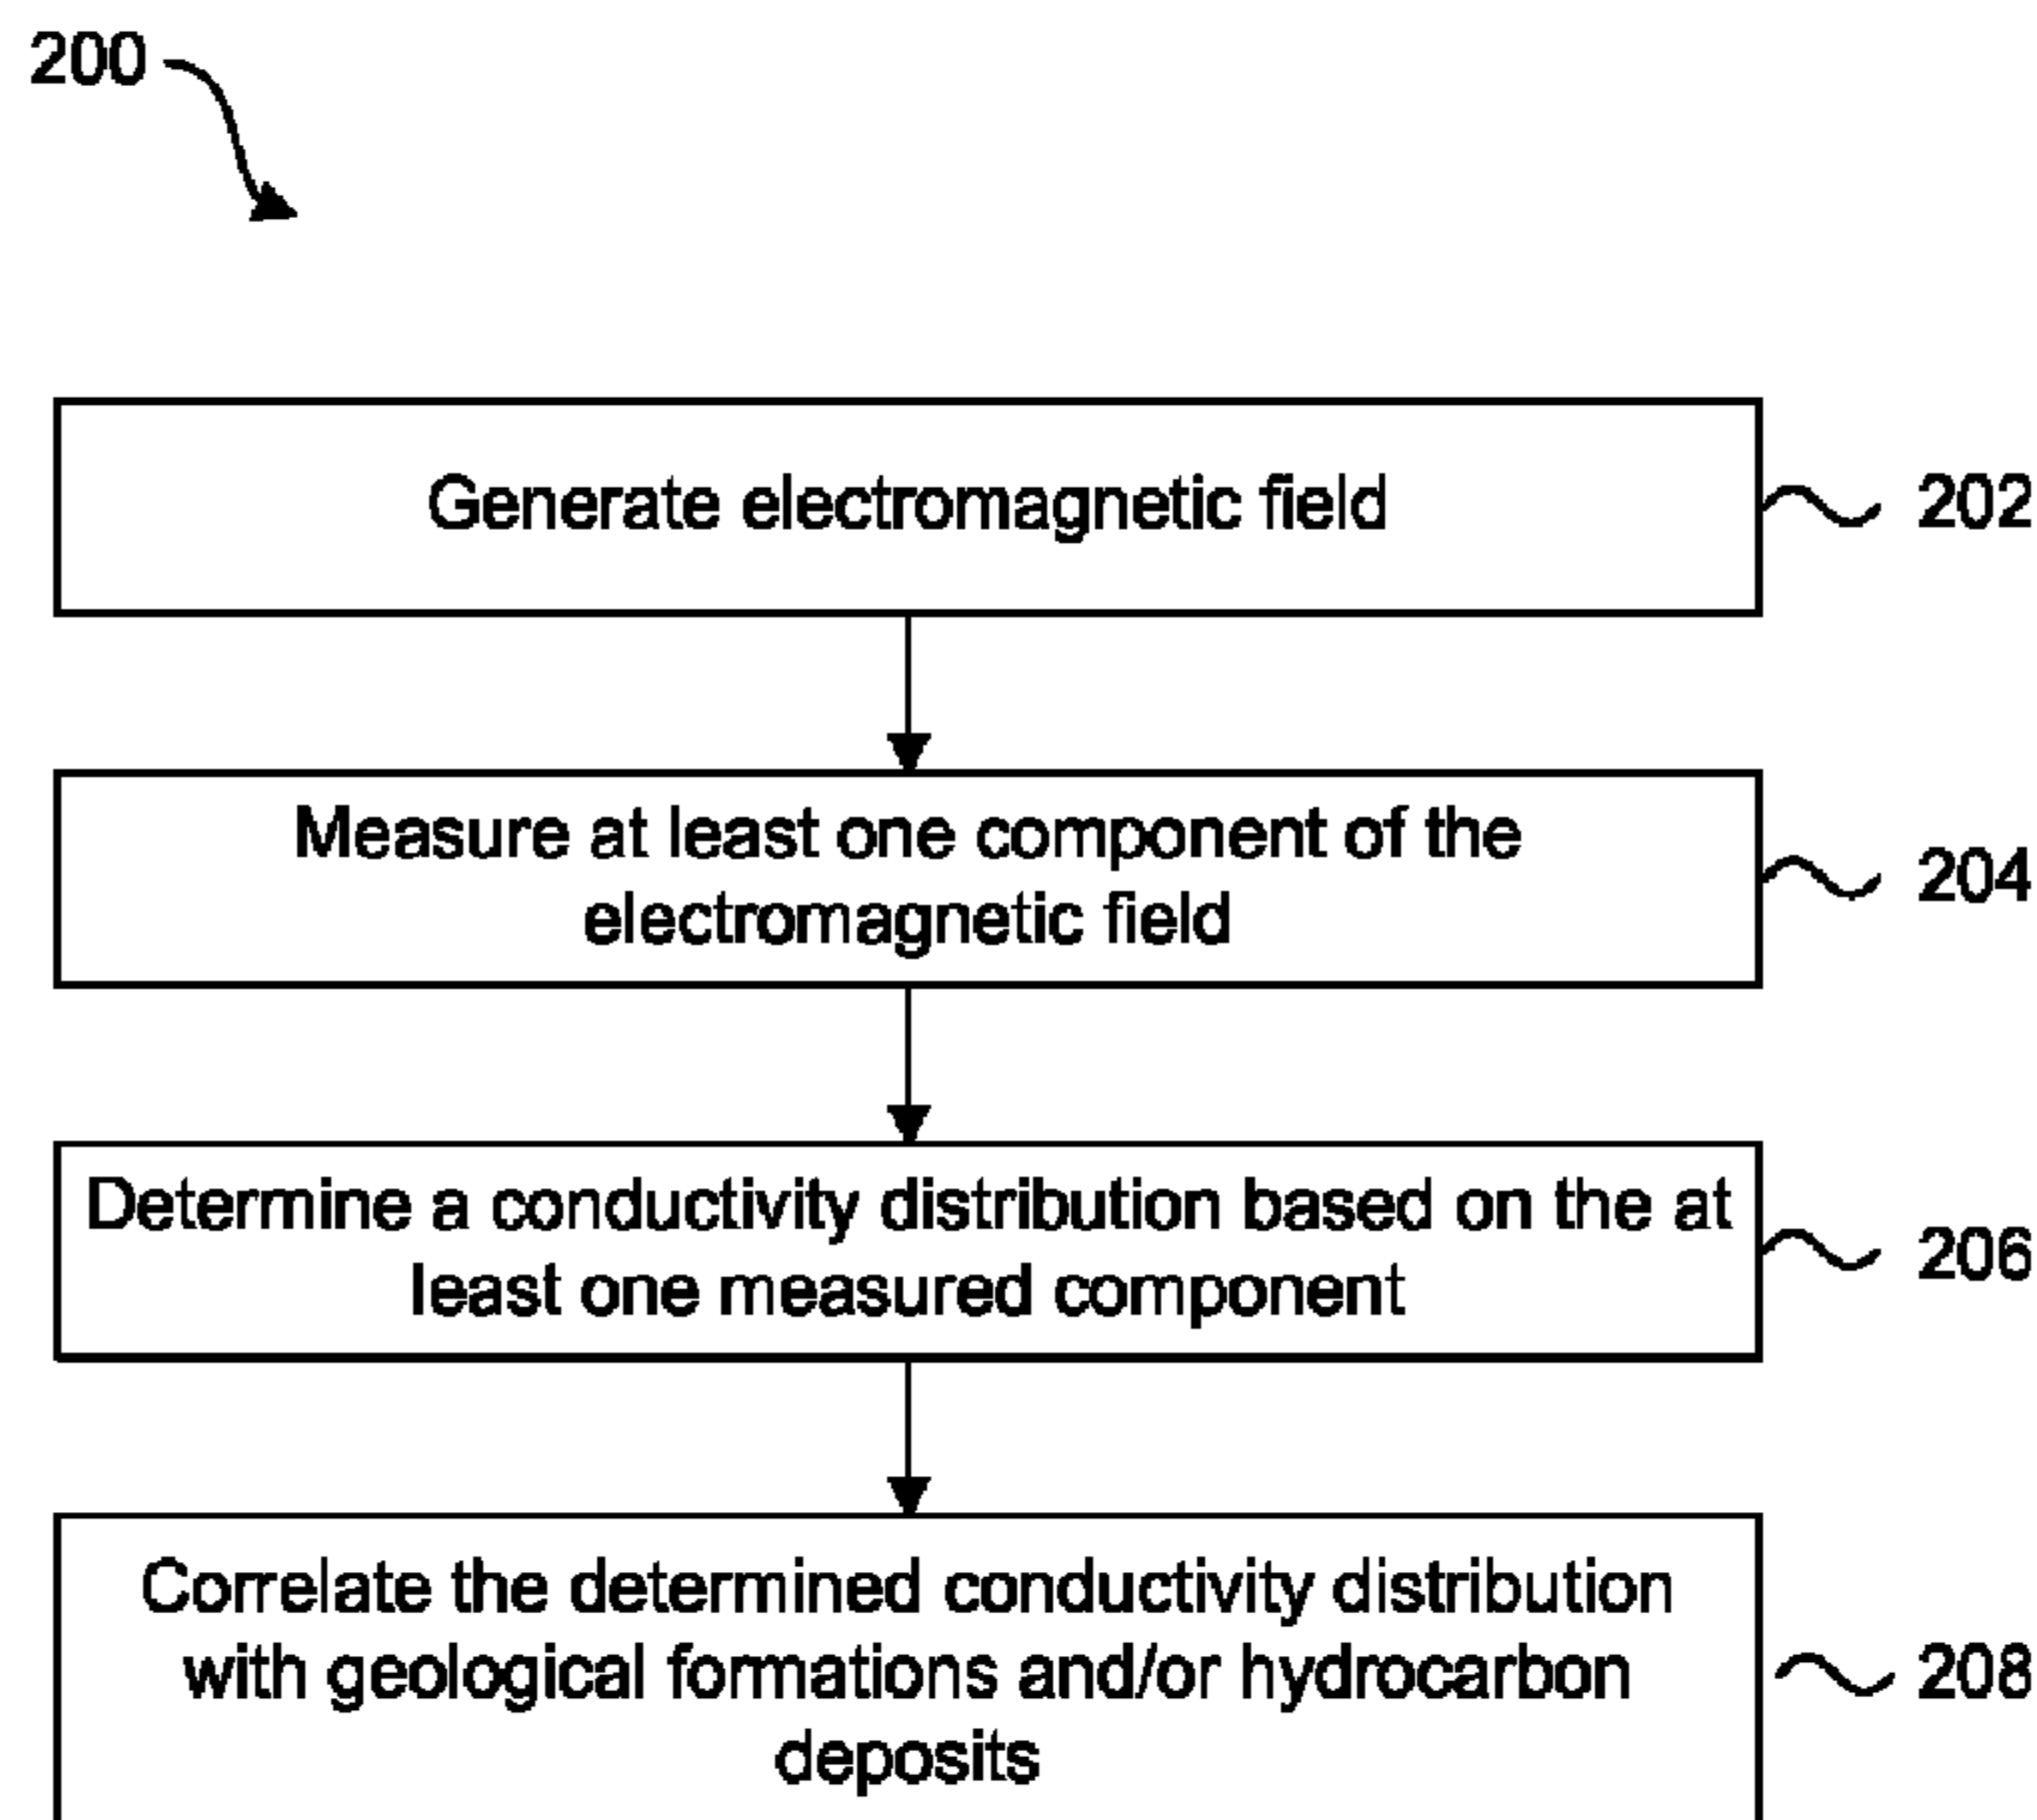 200
Generate electromagnetic field
202
Measure at least one component of the
electromagnetic field
204
Determine a conductivity distribution based on the at
least one measured component
206
Correlate the determined conductivity distribution
with geological formations and/or hydrocarbon
deposits
208